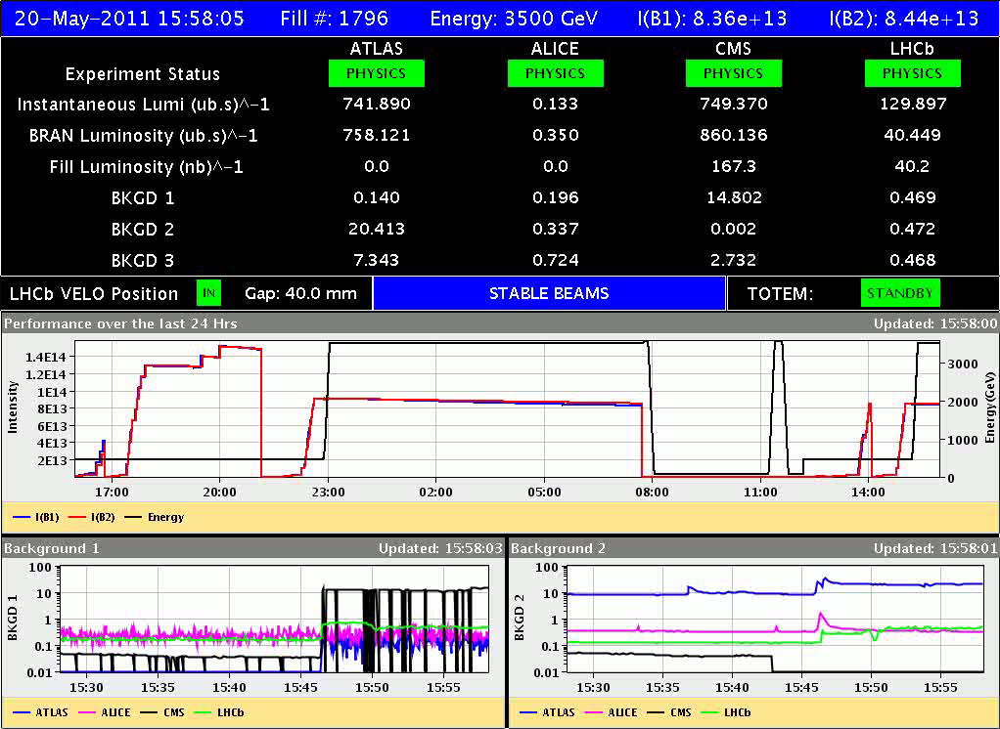 20-May-2011 15:58:05 Fill #: 1796 Energy: 3500 GeV I(B1): 8.36e+13 I(B2): 8.44e+13
ATLAS ALICE CMS LHCb
Experiment Status PHYSICS PHYSICS PHYSICS PHYSICS
Instantaneous Lumi (ub.s)^-1 741.890 0.133 749.370 129.897
BRAN Luminosity (ub.s)^-1 758.121 0.350 860.136 40.449
Fill Luminosity (nb)^-1 0.0 0.0 167.3 40.2
BKGD 1 0.140 0.196 14.802 0.469
BKGD 2 20.413 0.337 0.002 0.472
BKGD 3 7.343 0.724 2.732 0.468
LHCb VELO Position IN Gap: 40.0 mm STABLE BEAMS TOTEM: STANDBY
Performance over the last 24 Hrs Updated: 15:58:00
Intensity
1.4E14
1.2E14
1E14
8E13
6E13
4E13
2E13
3000
2000
1000
0
Energy(GeV)
17:00 20:00 23:00 02:00 05:00 08:00 11:00 14:00
I(B1) I(B2) Energy
Background 1 Updated: 15:58:03
BKGD 1
100
10
1
0.1
0.01
15:30 15:35 15:40 15:45 15:50 15:55
ATLAS ALICE CMS LHCb
Background 2 Updated: 15:58:01
BKGD 2
100
10
1
0.1
0.01
15:30 15:35 15:40 15:45 15:50 15:55
ATLAS ALICE CMS LHCb